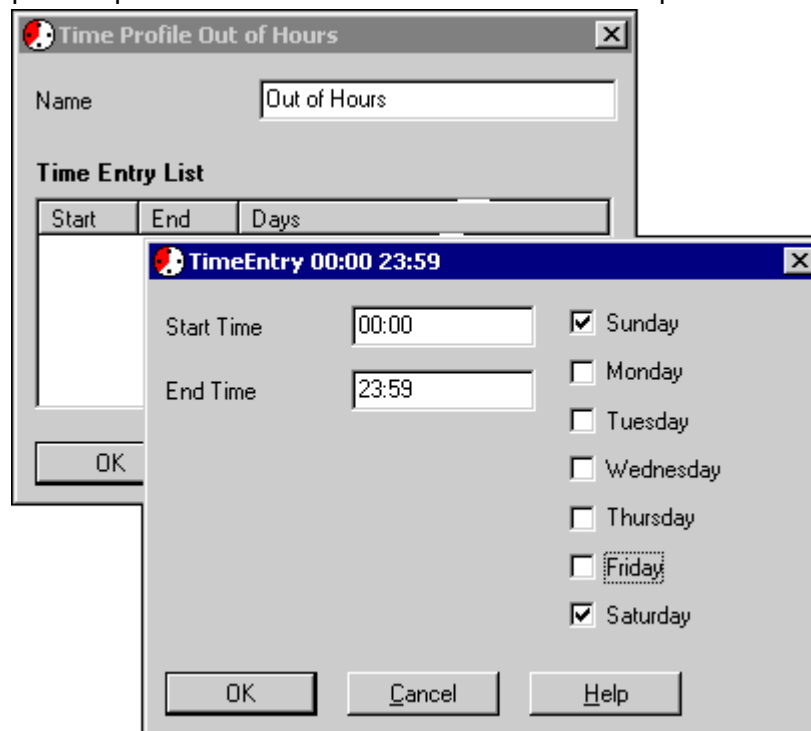 Time Profile Out of Hours
Name
Out of Hours
Time Entry List
Start End Days
TimeEntry 00:00 23:59
Start Time 00:00
End Time 23:59
Sunday
Monday
Tuesday
Wednesday
Thursday
Friday
Saturday
OK
OK Cancel Help